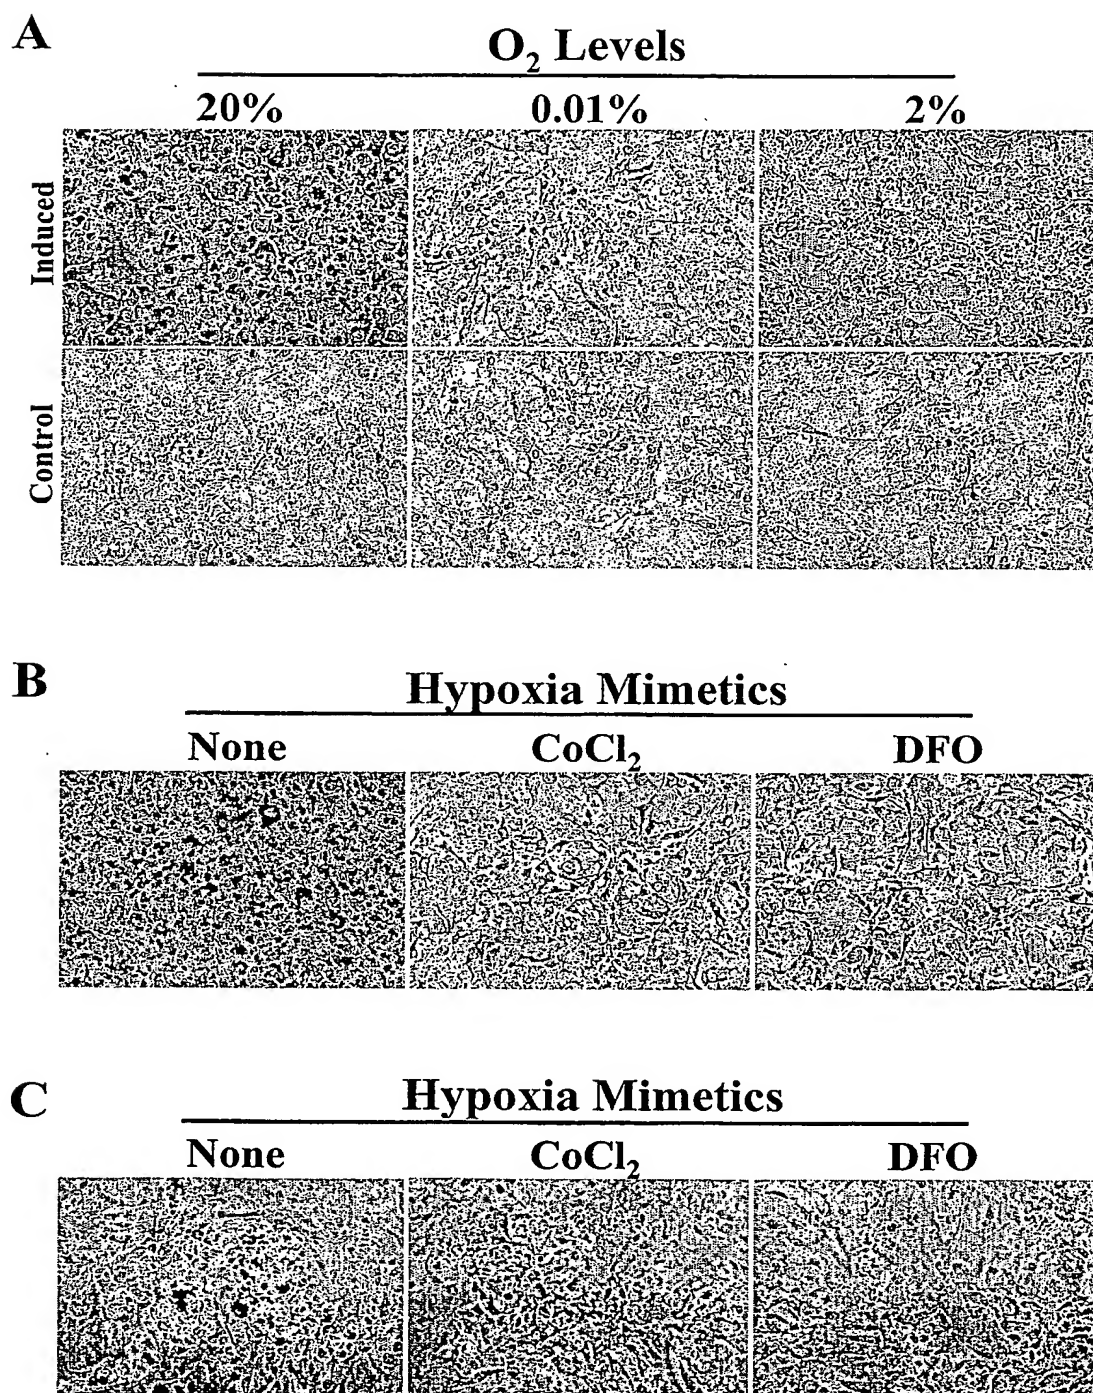 A
O₂ Levels
20% 0.01% 2%
Induced
Control
B
Hypoxia Mimetics
None CoCl₂ DFO
C
Hypoxia Mimetics
None CoCl₂ DFO